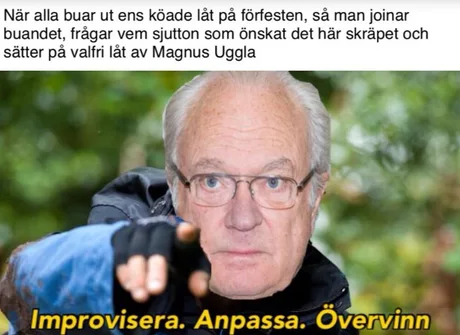 När alla buar ut ens köade låt på förfesten, så man joinar
buandet, frågar vem sjutton som önskat det här skräpet och
sätter på valfri låt av Magnus Uggla
Improvisera. Anpassa. Övervinn